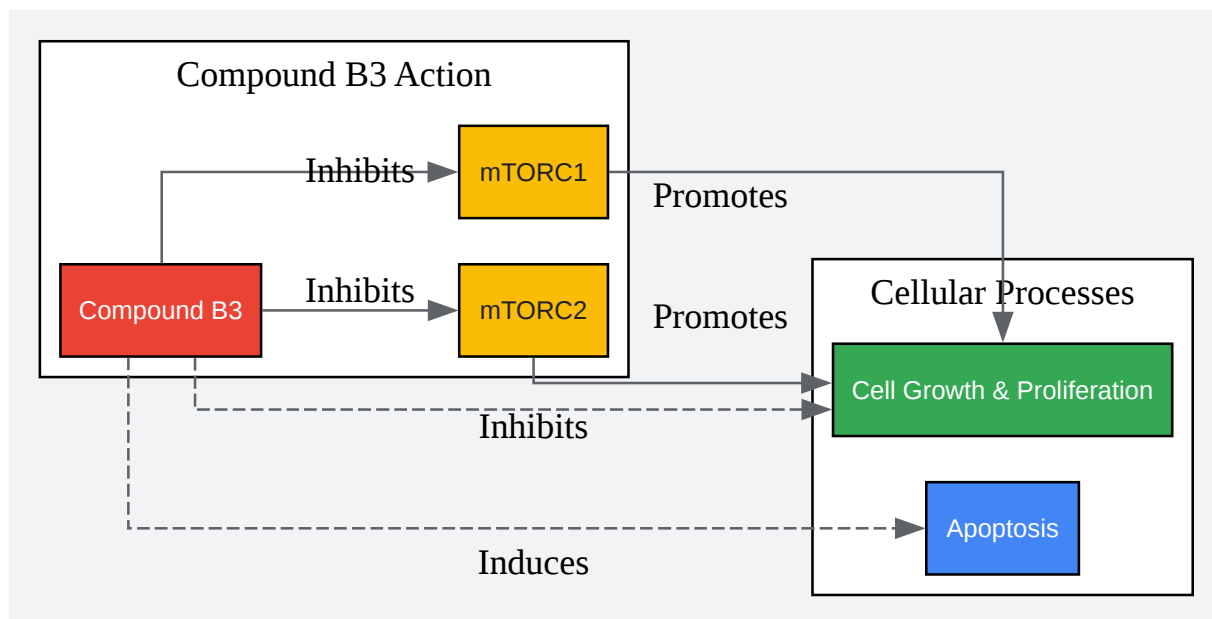 Compound B3 Action
Inhibits
mTORC1
Promotes
Compound B3
Inhibits
mTORC2
Promotes
Cellular Processes
Cell Growth & Proliferation
Inhibits
Apoptosis
Induces